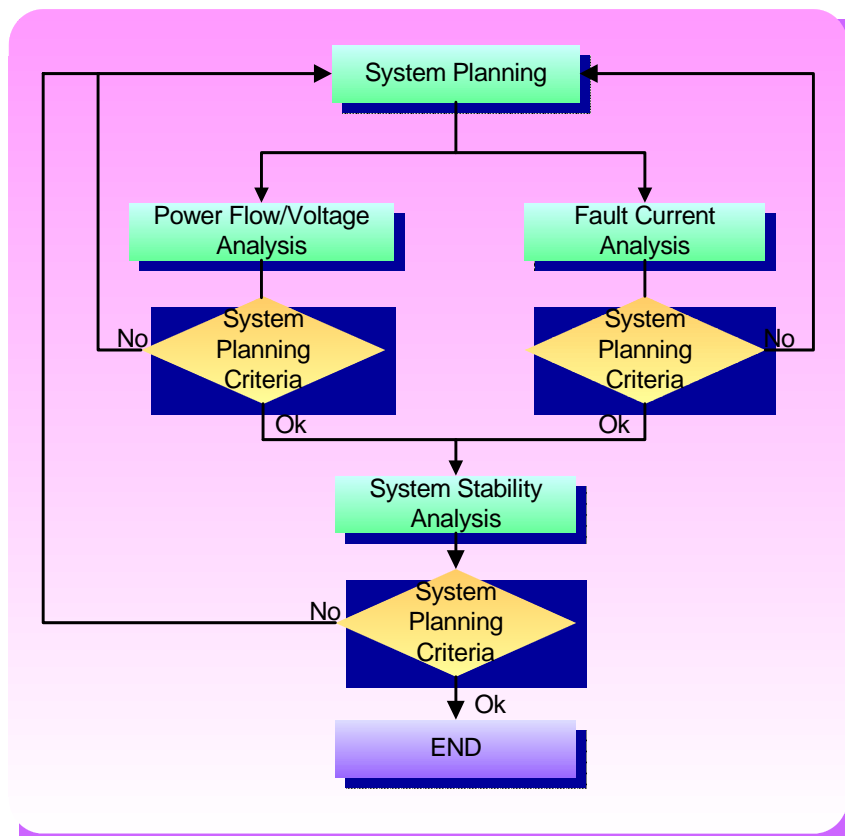 System Planning
Power Flow/Voltage
Analysis
Fault Current
Analysis
No
System
Planning
Criteria
System
Planning
Criteria
No
Ok
Ok
System Stability
Analysis
No
System
Planning
Criteria
Ok
END